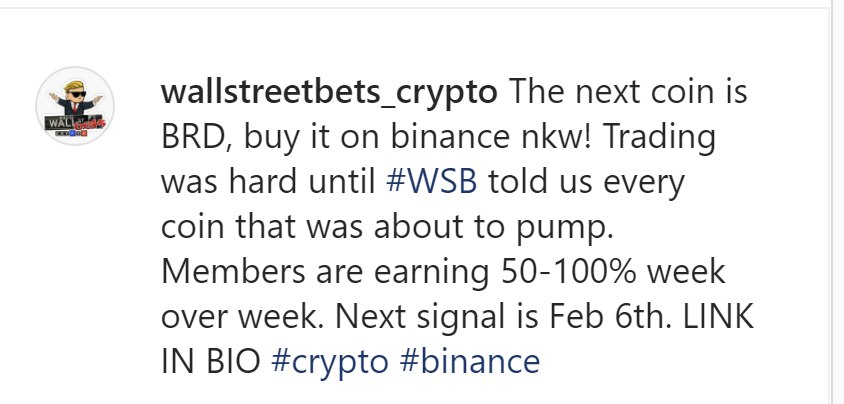 wallstreetbets_crypto The next coin is
BRD, buy it on binance nkw! Trading
was hard until #WSB told us every
coin that was about to pump.
Members are earning 50-100% week
over week. Next signal is Feb 6th. LINK
IN BIO #crypto #binance
WALL
CRYPTO